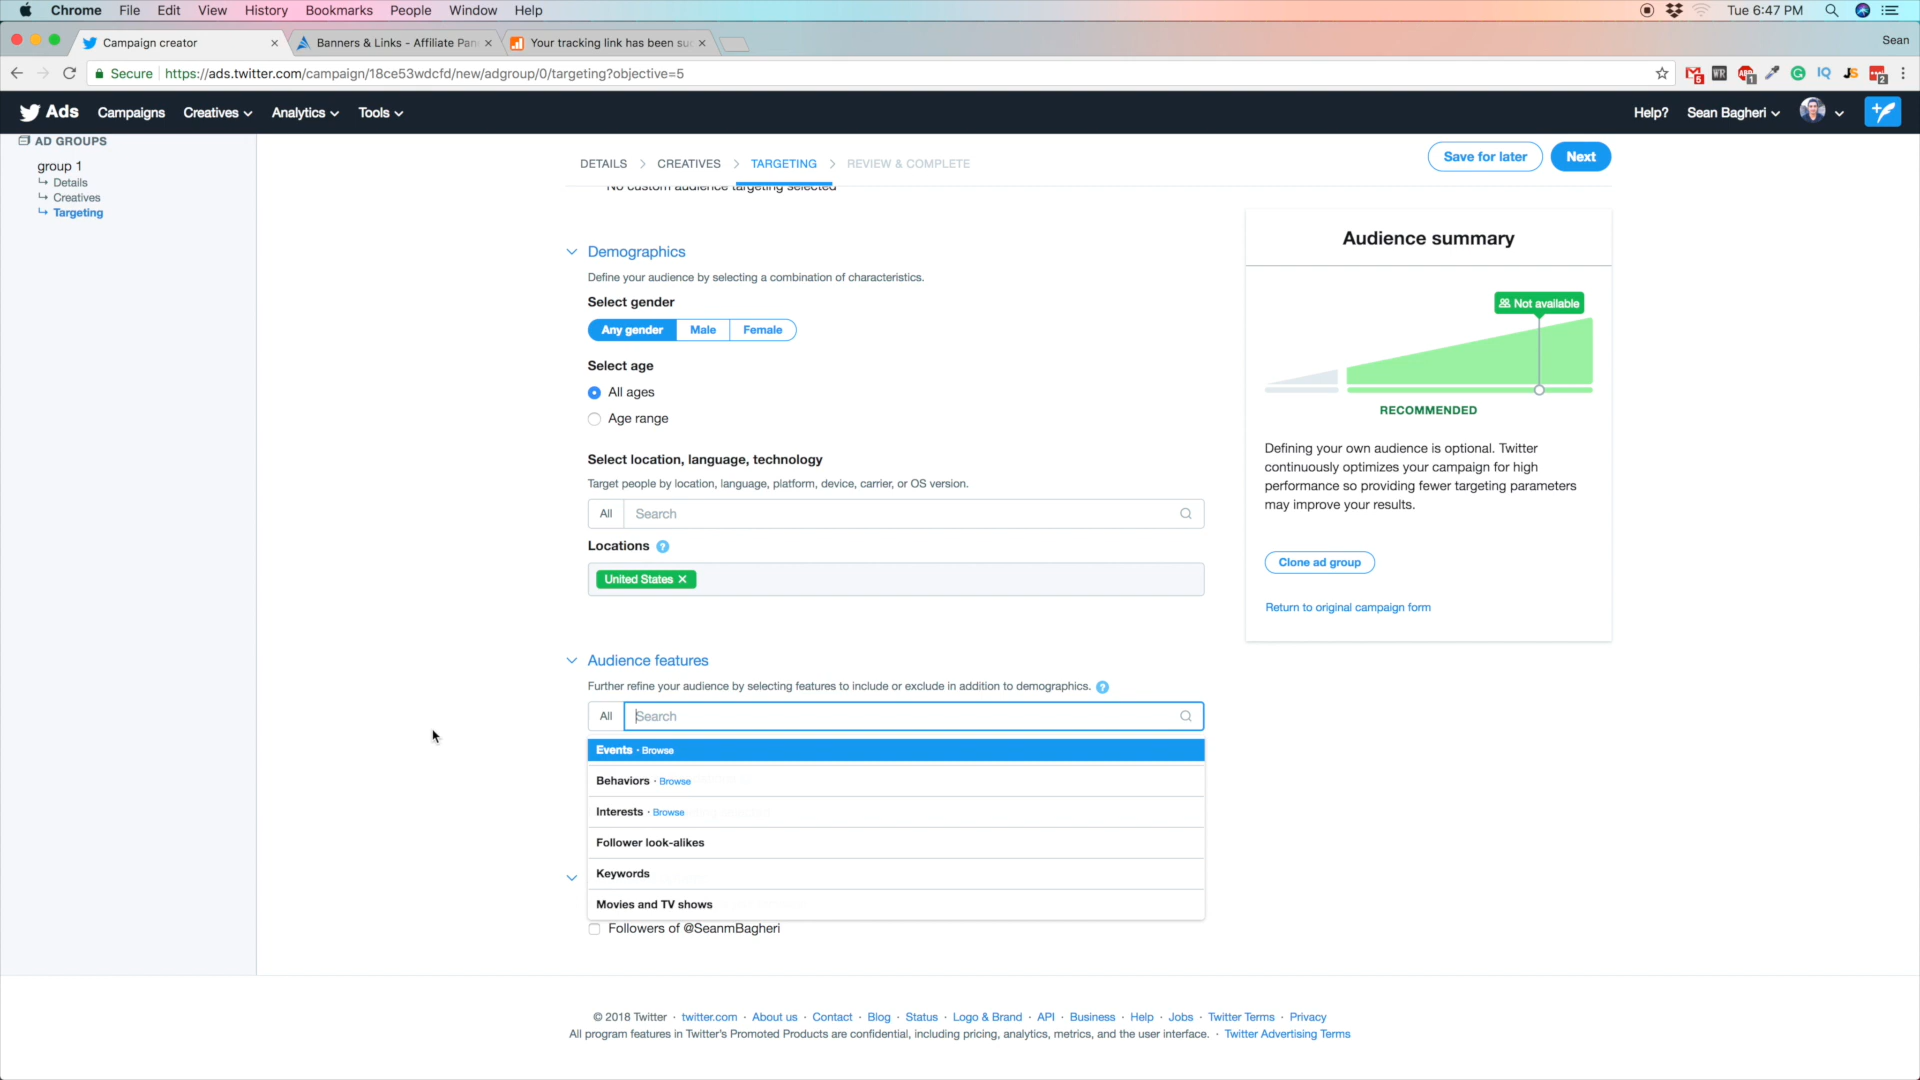 Chrome File Edit View History Bookmarks People Window Help Tue 6:47 PM
Campaign creator Banners & Links - Affiliate Pan Your tracking link has been suc Sean
Secure https://ads.twitter.com/campaign/18ce53wdcfd/new/adgroup/0/targeting?objective=5
Ads Campaigns Creatives Analytics Tools Help? Sean Bagheri
AD GROUPS
group 1
Details
Creatives
Targeting
DETAILS CREATIVES TARGETING REVIEW & COMPLETE
Save for later Next
No custom audience targeting selected
Demographics
Define your audience by selecting a combination of characteristics.
Select gender
Any gender Male Female
Select age
All ages
Age range
Select location, language, technology
Target people by location, language, platform, device, carrier, or OS version.
All Search
Locations ?
United States ×
Audience features
Further refine your audience by selecting features to include or exclude in addition to demographics. ?
All Search
Events · Browse
Behaviors · Browse
Interests · Browse
Follower look-alikes
Keywords
Movies and TV shows
Followers of @SeanmBagheri
Audience summary
Not available
RECOMMENDED
Defining your own audience is optional. Twitter
continuously optimizes your campaign for high
performance so providing fewer targeting parameters
may improve your results.
Clone ad group
Return to original campaign form
© 2018 Twitter · twitter.com · About us · Contact · Blog · Status · Logo & Brand · API · Business · Help · Jobs · Twitter Terms · Privacy
All program features in Twitter's Promoted Products are confidential, including pricing, analytics, metrics, and the user interface. · Twitter Advertising Terms